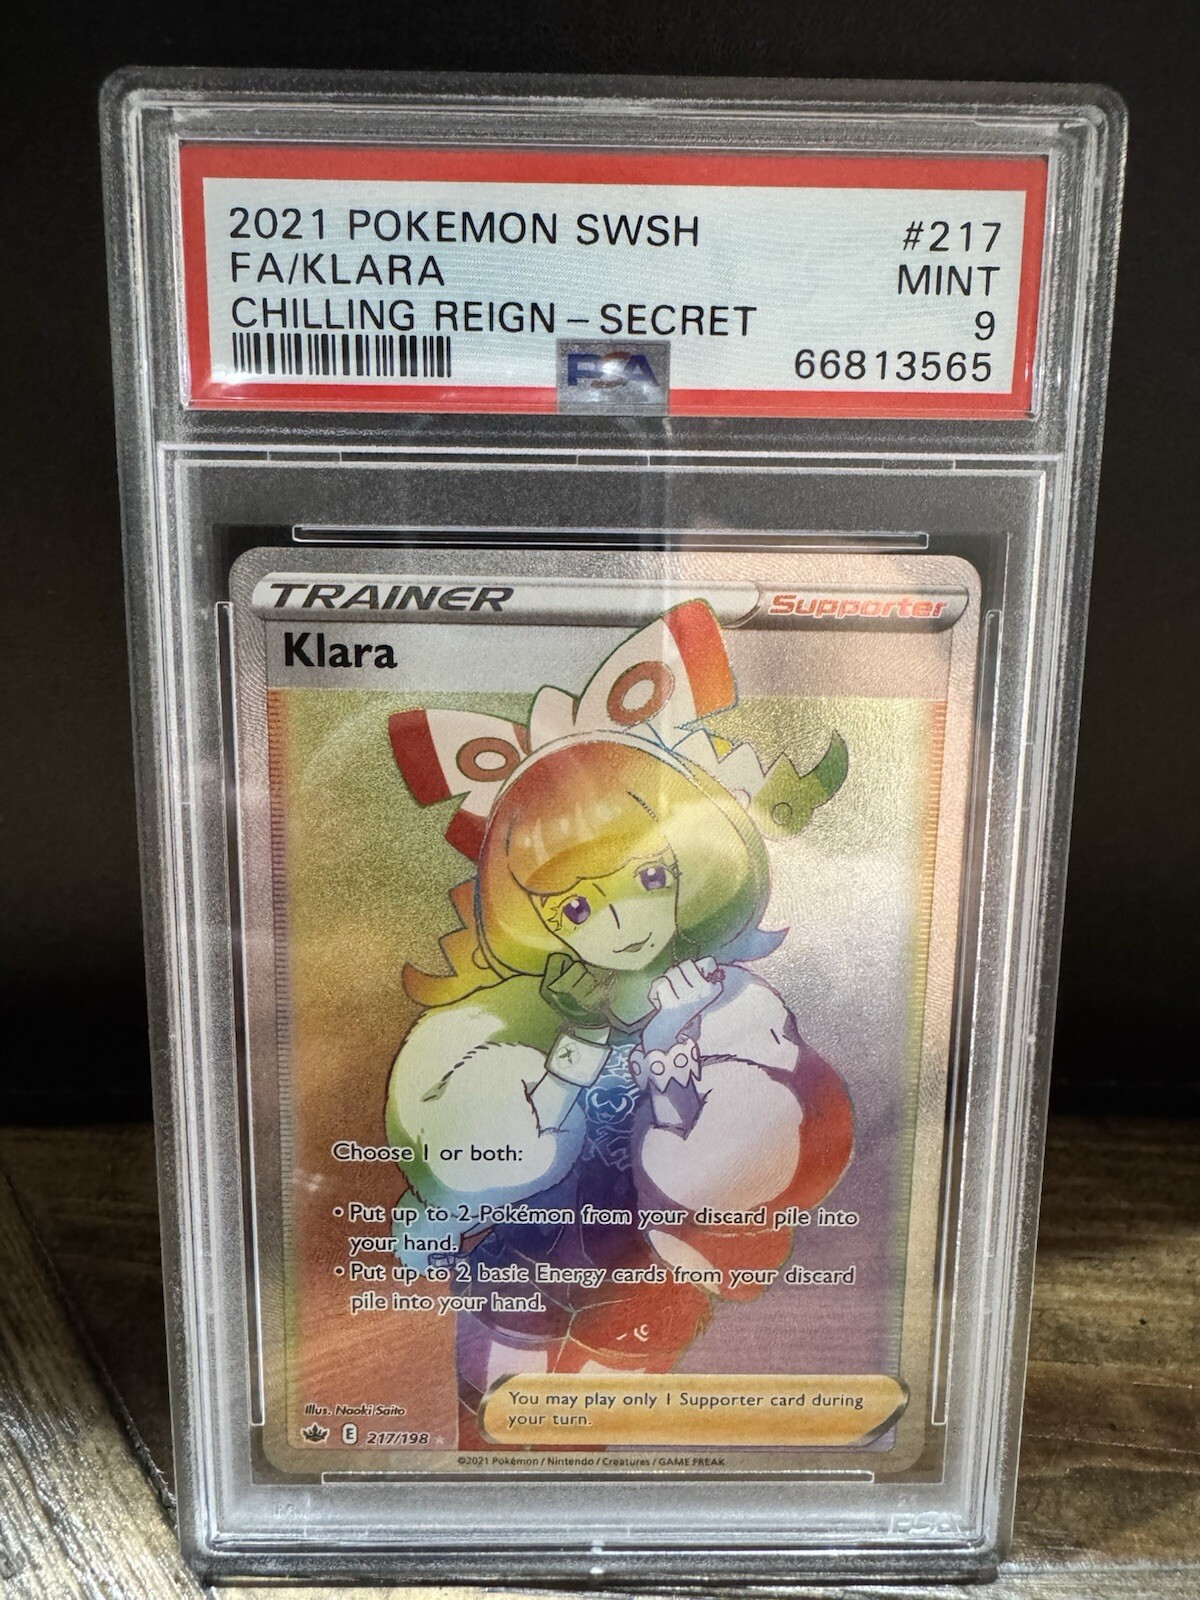 2021 POKEMON SWSH #217
FA/KLARA MINT
CHILLING REIGN – SECRET 9
66813565
PSA
TRAINER Supporter
Klara
Choose 1 or both:
• Put up to 2 Pokémon from your discard pile into
your hand.
• Put up to 2 basic Energy cards from your discard
pile into your hand.
You may play only 1 Supporter card during
your turn.
Illus. Naoki Saito
E 217/198
©2021 Pokémon / Nintendo / Creatures / GAME FREAK
PSA